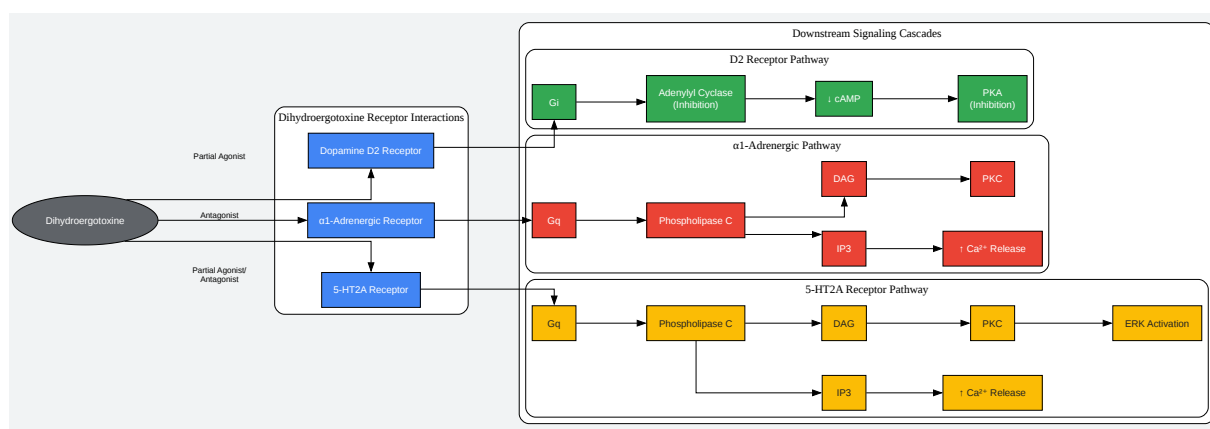 Downstream Signaling Cascades
D2 Receptor Pathway
Gi
Adenylyl Cyclase
(Inhibition)
↓ cAMP
PKA
(Inhibition)
Dihydroergotoxine Receptor Interactions
Dopamine D2 Receptor
α1-Adrenergic Receptor
5-HT2A Receptor
Partial Agonist
Dihydroergotoxine
Antagonist
Partial Agonist/
Antagonist
α1-Adrenergic Pathway
DAG
PKC
Gq
Phospholipase C
IP3
↑ Ca²⁺ Release
5-HT2A Receptor Pathway
Gq
Phospholipase C
DAG
PKC
ERK Activation
IP3
↑ Ca²⁺ Release